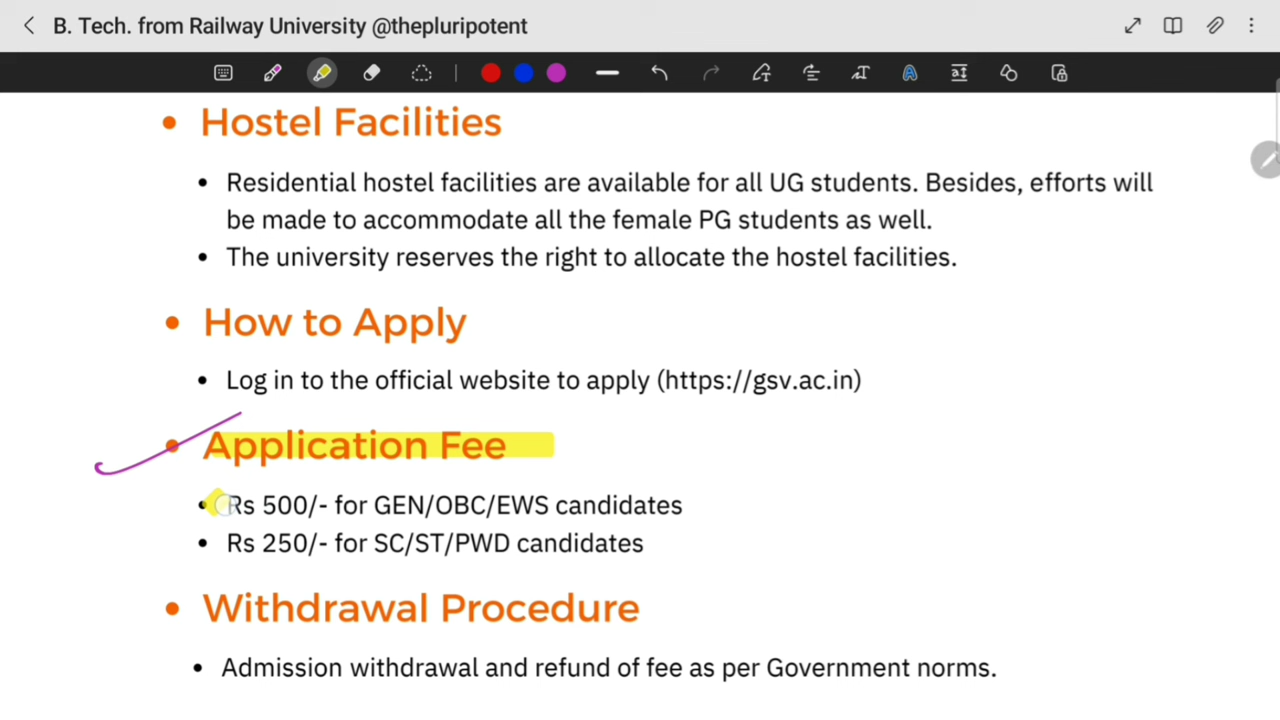 B. Tech. from Railway University @thepluripotent
Hostel Facilities
Residential hostel facilities are available for all UG students. Besides, efforts will
be made to accommodate all the female PG students as well.
The university reserves the right to allocate the hostel facilities.
How to Apply
Log in to the official website to apply (https://gsv.ac.in)
Application Fee
Rs 500/- for GEN/OBC/EWS candidates
Rs 250/- for SC/ST/PWD candidates
Withdrawal Procedure
Admission withdrawal and refund of fee as per Government norms.